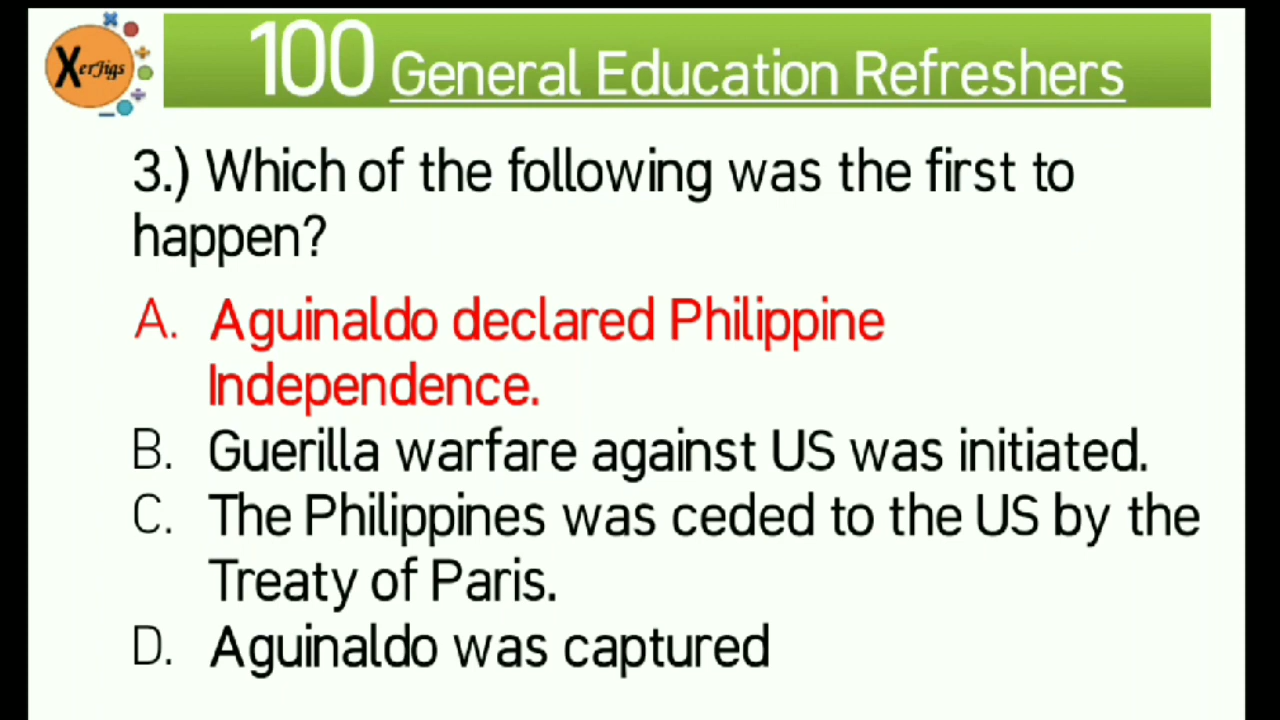 XerJigs
100 General Education Refreshers
3.) Which of the following was the first to
happen?
A. Aguinaldo declared Philippine
Independence.
B. Guerilla warfare against US was initiated.
C. The Philippines was ceded to the US by the
Treaty of Paris.
D. Aguinaldo was captured